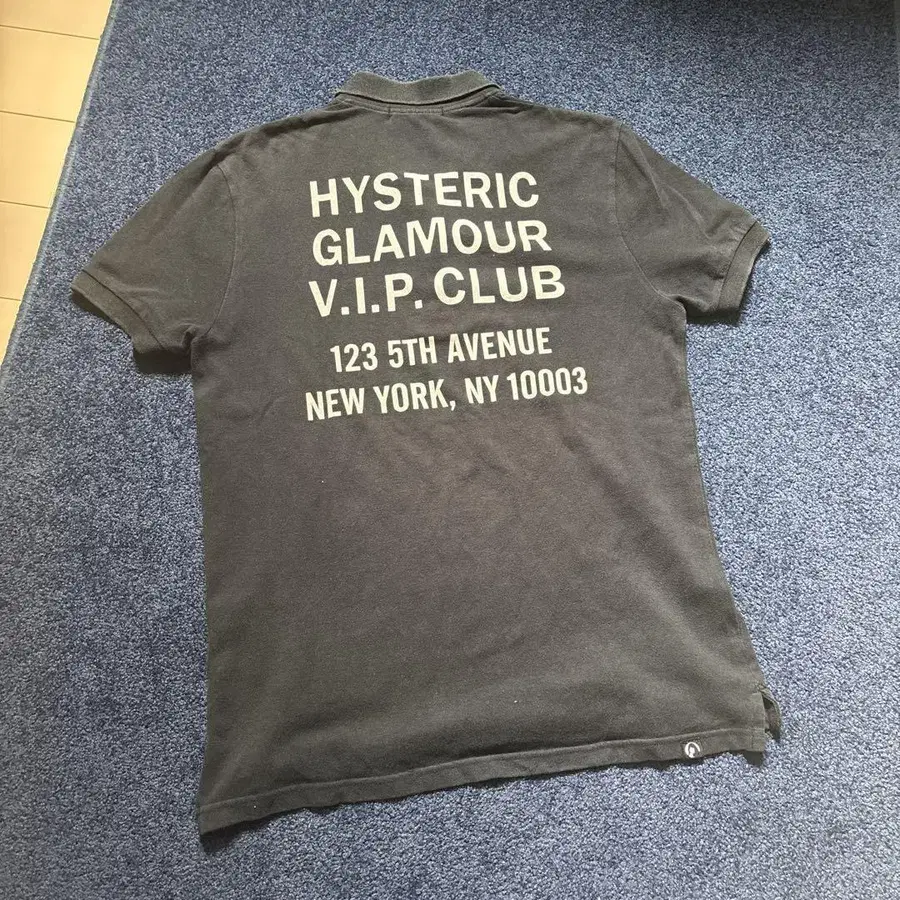 HYSTERIC
GLAMOUR
V.I.P. CLUB
123 5TH AVENUE
NEW YORK, NY 10003